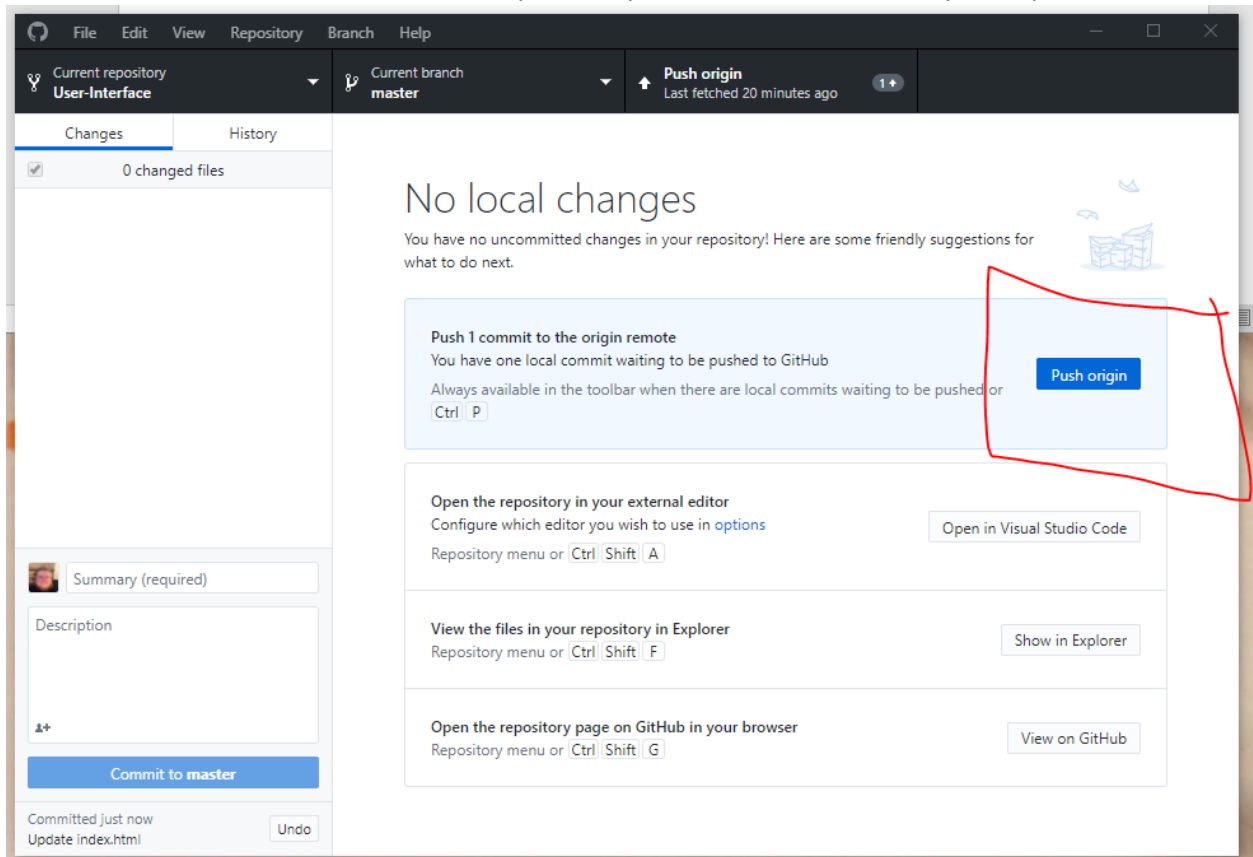 File Edit View Repository Branch Help
Current repository
User-Interface
Current branch
master
Push origin
Last fetched 20 minutes ago
1
Changes History
0 changed files
No local changes
You have no uncommitted changes in your repository! Here are some friendly suggestions for
what to do next.
Push 1 commit to the origin remote
You have one local commit waiting to be pushed to GitHub
Always available in the toolbar when there are local commits waiting to be pushed or
Ctrl P
Push origin
Open the repository in your external editor
Configure which editor you wish to use in options
Repository menu or Ctrl Shift A
Open in Visual Studio Code
View the files in your repository in Explorer
Repository menu or Ctrl Shift F
Show in Explorer
Open the repository page on GitHub in your browser
Repository menu or Ctrl Shift G
View on GitHub
Summary (required)
Description
Commit to master
Committed just now
Update index.html
Undo